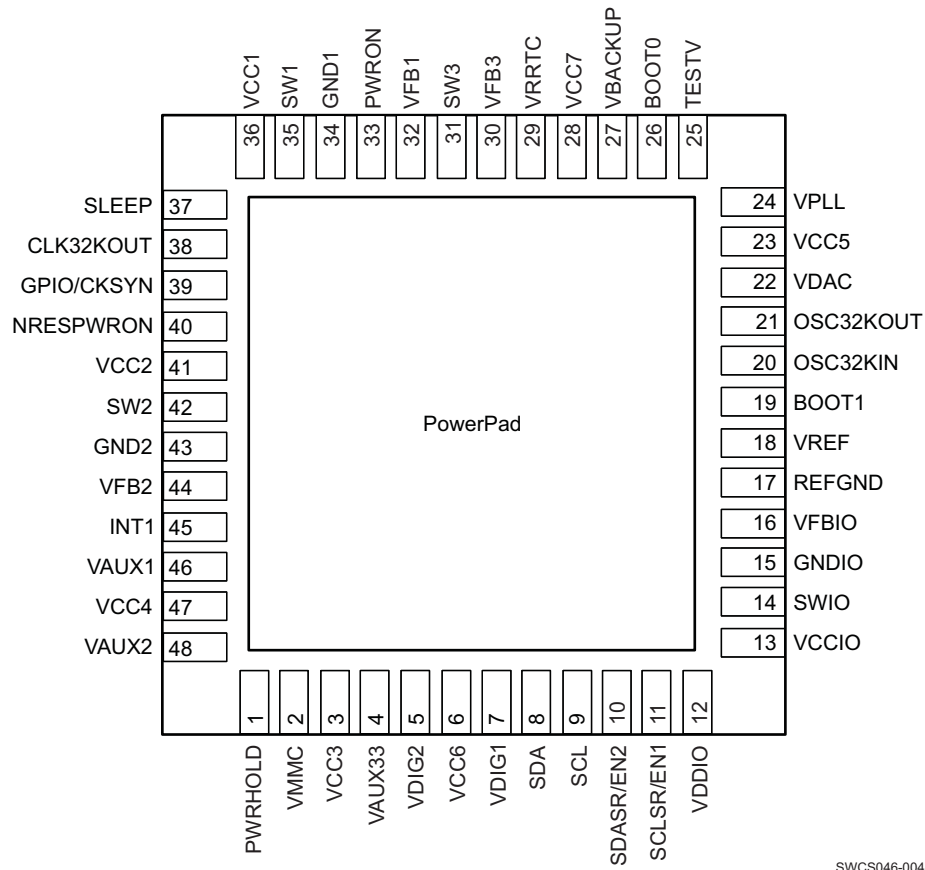 VCC1
SW1
GND1
PWRON
VFB1
SW3
VFB3
VRRTC
VCC7
VBACKUP
BOOT0
TESTV
36
35
34
33
32
31
30
29
28
27
26
25
SLEEP 37
CLK32KOUT 38
GPIO/CKSYN 39
NRESPWRON 40
VCC2 41
SW2 42
GND2 43
VFB2 44
INT1 45
VAUX1 46
VCC4 47
VAUX2 48
PowerPad
24 VPLL
23 VCC5
22 VDAC
21 OSC32KOUT
20 OSC32KIN
19 BOOT1
18 VREF
17 REFGND
16 VFBIO
15 GNDIO
14 SWIO
13 VCCIO
1
2
3
4
5
6
7
8
9
10
11
12
PWRHOLD
VMMC
VCC3
VAUX33
VDIG2
VCC6
VDIG1
SDA
SCL
SDASR/EN2
SCLSR/EN1
VDDIO
SWCS046-004